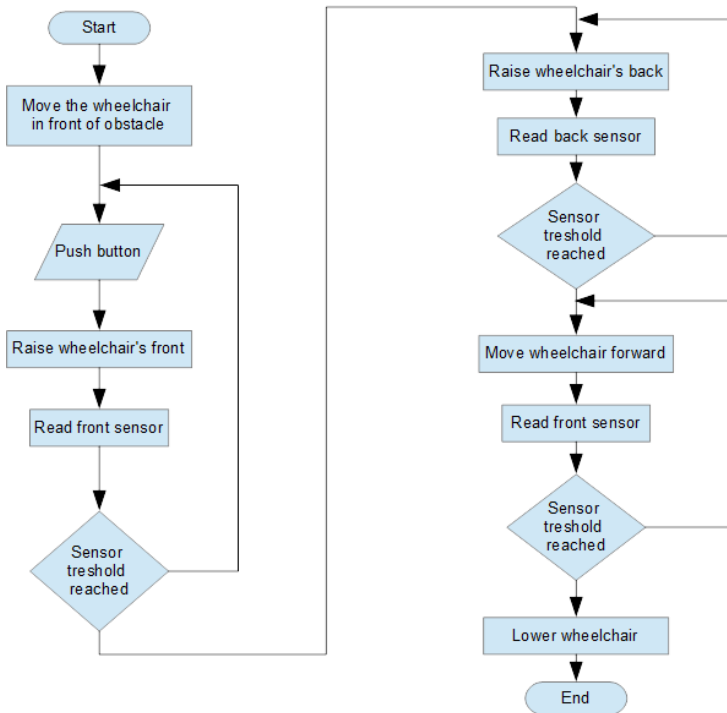 Start
Move the wheelchair
in front of obstacle
Push button
Raise wheelchair's front
Read front sensor
Sensor
treshold
reached
Raise wheelchair's back
Read back sensor
Sensor
treshold
reached
Move wheelchair forward
Read front sensor
Sensor
treshold
reached
Lower wheelchair
End